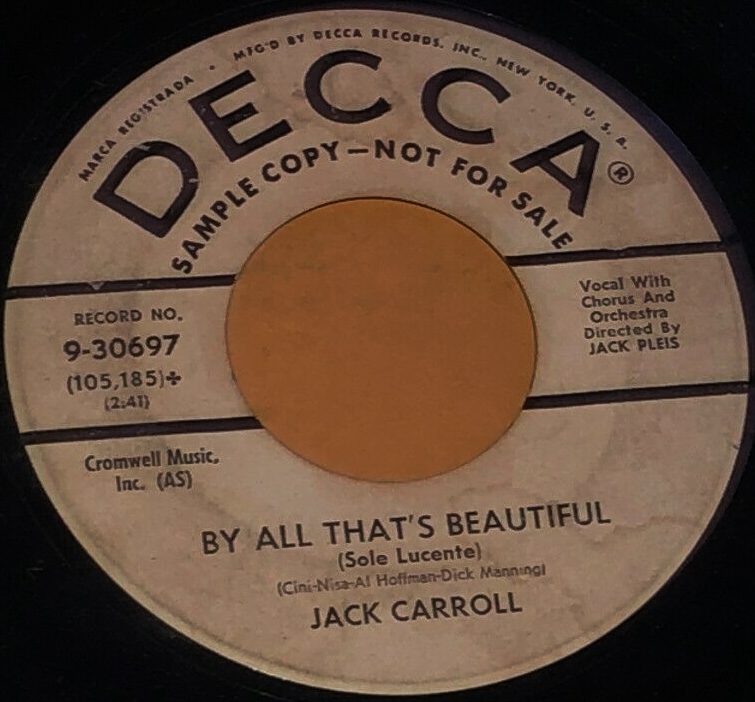 MARCA REGISTRADA • MFG'D BY DECCA RECORDS, INC., NEW YORK, U. S. A.
DECCA®
SAMPLE COPY—NOT FOR SALE
RECORD NO.
9-30697
(105,185)÷
(2:41)
Vocal With
Chorus And
Orchestra
Directed By
JACK PLEIS
Cromwell Music,
Inc. (AS)
BY ALL THAT'S BEAUTIFUL
(Sole Lucente)
(Cini-Nisa-Al Hoffman-Dick Manning)
JACK CARROLL